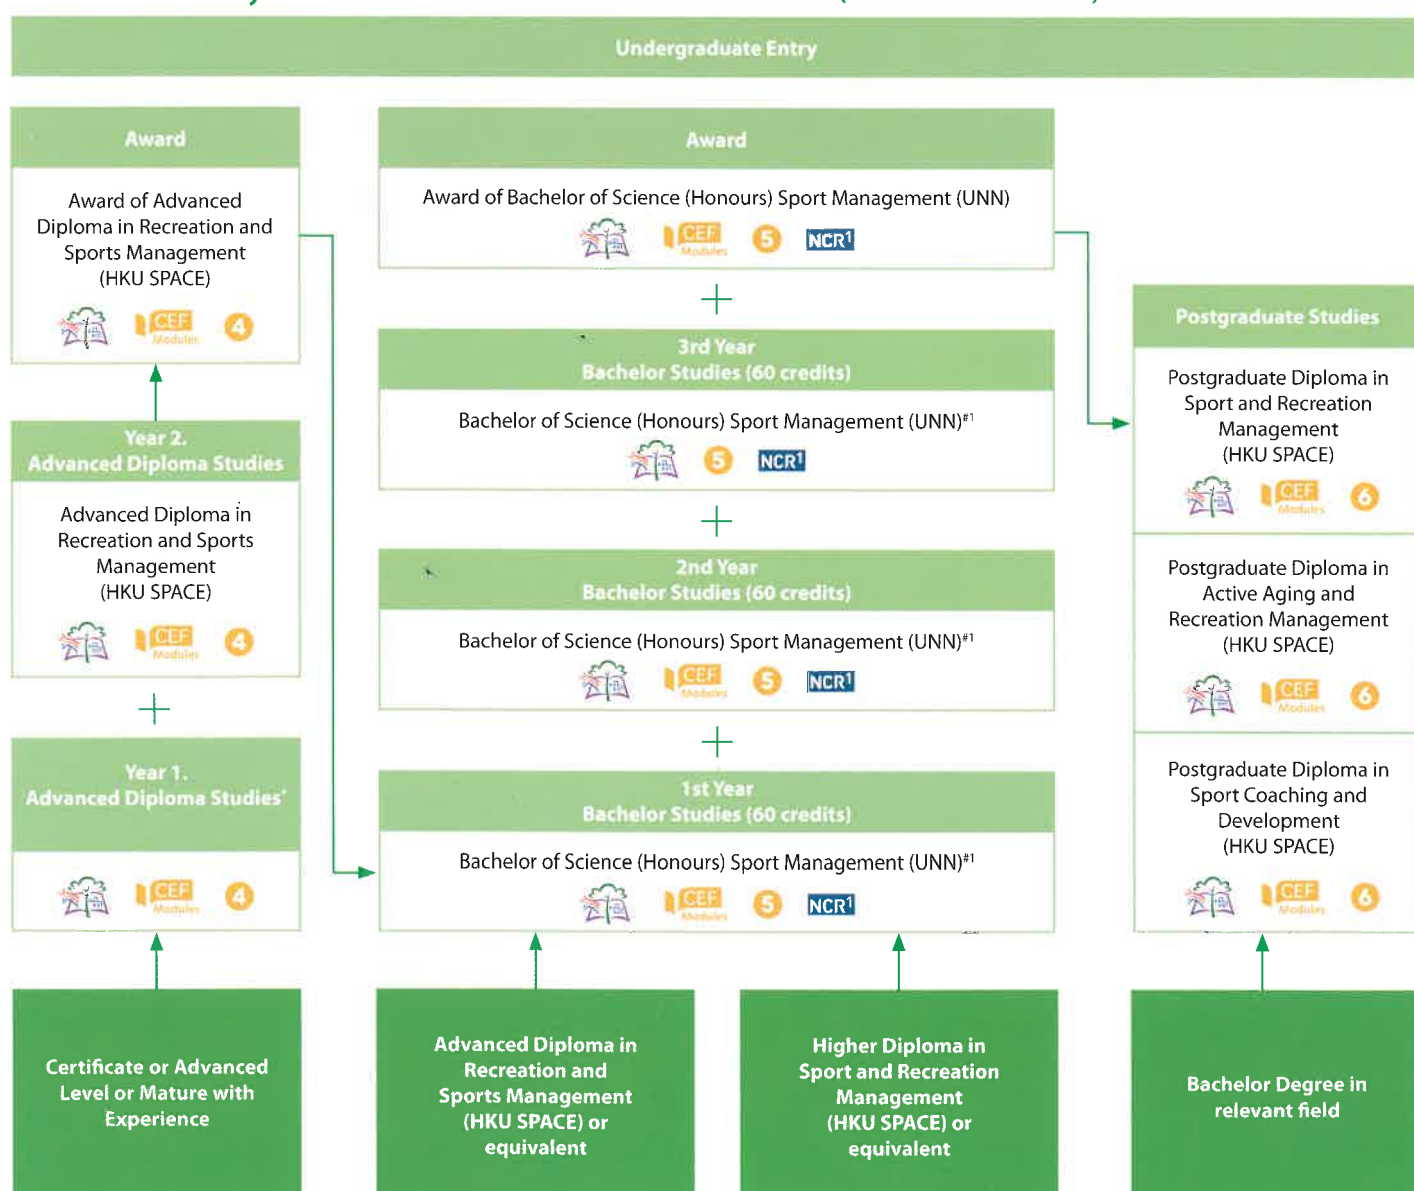 Undergraduate Entry
Award
Award of Advanced
Diploma in Recreation and
Sports Management
(HKU SPACE)
CEF
Modules
4
Year 2.
Advanced Diploma Studies
Advanced Diploma in
Recreation and Sports
Management
(HKU SPACE)
CEF
Modules
4
+
Year 1.
Advanced Diploma Studies*
CEF
Modules
4
Certificate or Advanced
Level or Mature with
Experience
Award
Award of Bachelor of Science (Honours) Sport Management (UNN)
CEF
Modules
5
NCR1
+
3rd Year
Bachelor Studies (60 credits)
Bachelor of Science (Honours) Sport Management (UNN)#1
5
NCR1
+
2nd Year
Bachelor Studies (60 credits)
Bachelor of Science (Honours) Sport Management (UNN)#1
CEF
Modules
5
NCR1
+
1st Year
Bachelor Studies (60 credits)
Bachelor of Science (Honours) Sport Management (UNN)#1
CEF
Modules
5
NCR1
Advanced Diploma in
Recreation and
Sports Management
(HKU SPACE) or
equivalent
Higher Diploma in
Sport and Recreation
Management
(HKU SPACE) or
equivalent
Postgraduate Studies
Postgraduate Diploma in
Sport and Recreation
Management
(HKU SPACE)
CEF
Modules
6
Postgraduate Diploma in
Active Aging and
Recreation Management
(HKU SPACE)
CEF
Modules
6
Postgraduate Diploma in
Sport Coaching and
Development
(HKU SPACE)
CEF
Modules
6
Bachelor Degree in
relevant field